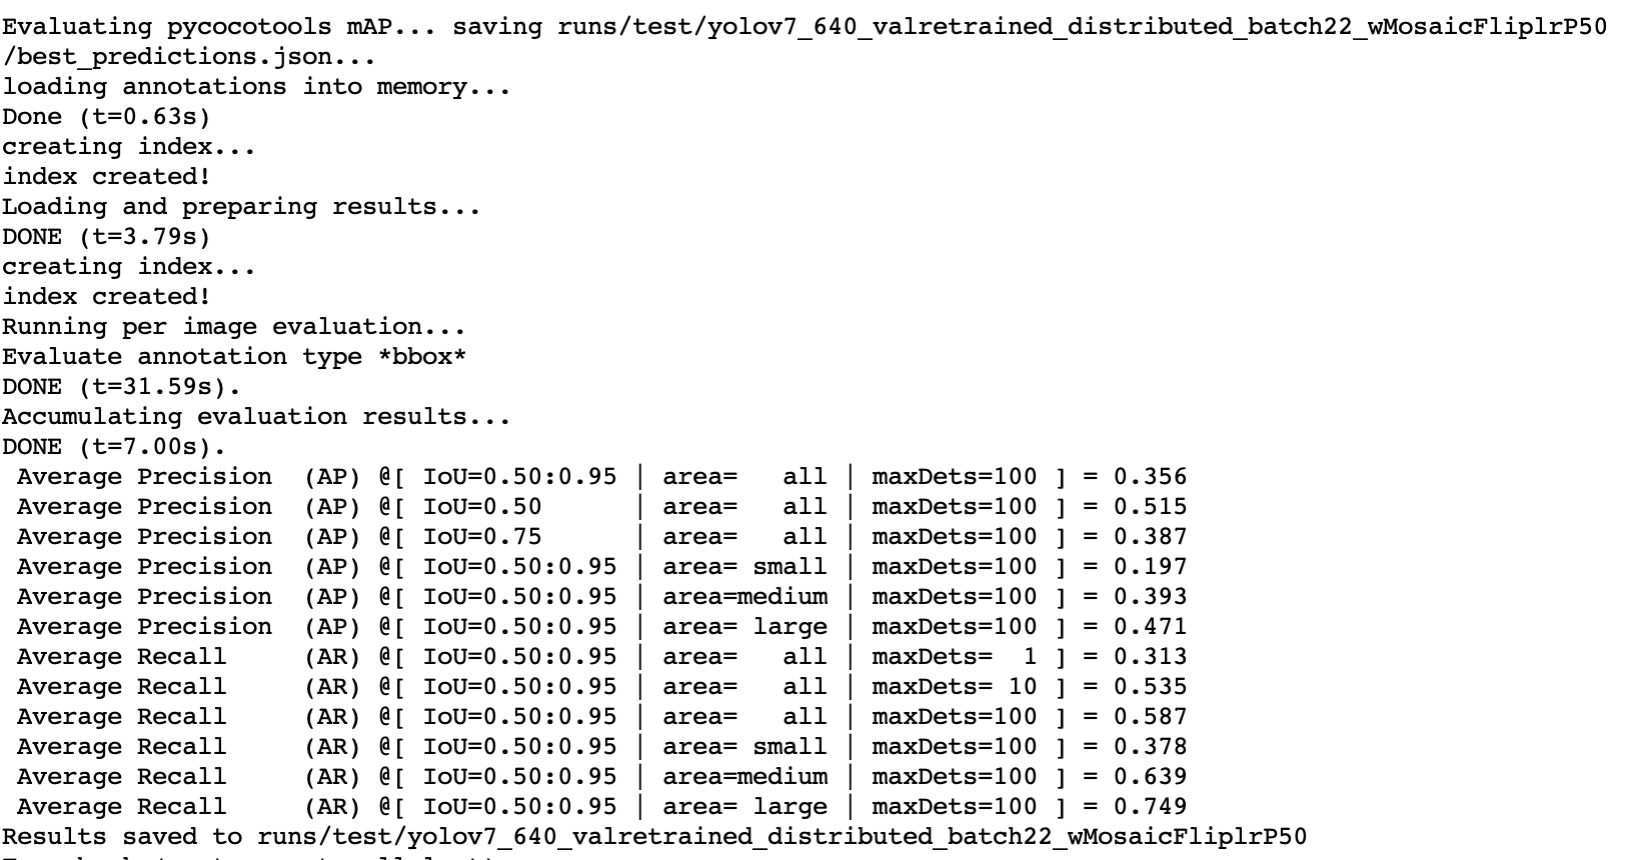 Evaluating pycocotools mAP... saving runs/test/yolov7_640_valretrained_distributed_batch22_wMosaicFliplrP50
/best_predictions.json...
loading annotations into memory...
Done (t=0.63s)
creating index...
index created!
Loading and preparing results...
DONE (t=3.79s)
creating index...
index created!
Running per image evaluation...
Evaluate annotation type *bbox*
DONE (t=31.59s).
Accumulating evaluation results...
DONE (t=7.00s).
 Average Precision  (AP) @[ IoU=0.50:0.95 | area=   all | maxDets=100 ] = 0.356
 Average Precision  (AP) @[ IoU=0.50      | area=   all | maxDets=100 ] = 0.515
 Average Precision  (AP) @[ IoU=0.75      | area=   all | maxDets=100 ] = 0.387
 Average Precision  (AP) @[ IoU=0.50:0.95 | area= small | maxDets=100 ] = 0.197
 Average Precision  (AP) @[ IoU=0.50:0.95 | area=medium | maxDets=100 ] = 0.393
 Average Precision  (AP) @[ IoU=0.50:0.95 | area= large | maxDets=100 ] = 0.471
 Average Recall     (AR) @[ IoU=0.50:0.95 | area=   all | maxDets=  1 ] = 0.313
 Average Recall     (AR) @[ IoU=0.50:0.95 | area=   all | maxDets= 10 ] = 0.535
 Average Recall     (AR) @[ IoU=0.50:0.95 | area=   all | maxDets=100 ] = 0.587
 Average Recall     (AR) @[ IoU=0.50:0.95 | area= small | maxDets=100 ] = 0.378
 Average Recall     (AR) @[ IoU=0.50:0.95 | area=medium | maxDets=100 ] = 0.639
 Average Recall     (AR) @[ IoU=0.50:0.95 | area= large | maxDets=100 ] = 0.749
Results saved to runs/test/yolov7_640_valretrained_distributed_batch22_wMosaicFliplrP50